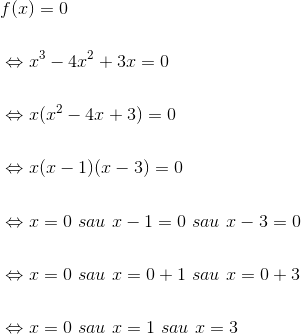 f(x) = 0
⇔ x³ − 4x² + 3x = 0
⇔ x(x² − 4x + 3) = 0
⇔ x(x − 1)(x − 3) = 0
⇔ x = 0 sau x − 1 = 0 sau x − 3 = 0
⇔ x = 0 sau x = 0 + 1 sau x = 0 + 3
⇔ x = 0 sau x = 1 sau x = 3